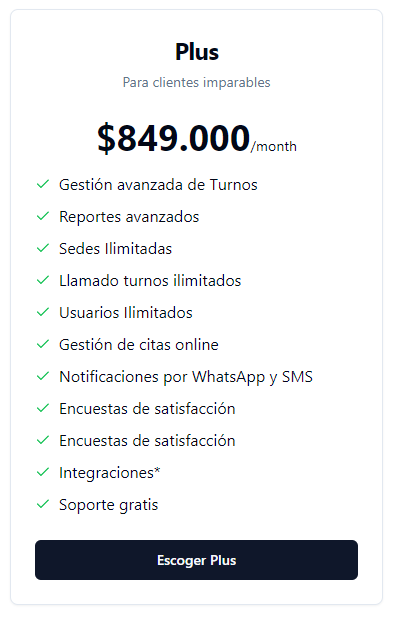 Plus
Para clientes imparables
$849.000/month
Gestión avanzada de Turnos
Reportes avanzados
Sedes Ilimitadas
Llamado turnos ilimitados
Usuarios Ilimitados
Gestión de citas online
Notificaciones por WhatsApp y SMS
Encuestas de satisfacción
Encuestas de satisfacción
Integraciones*
Soporte gratis
Escoger Plus